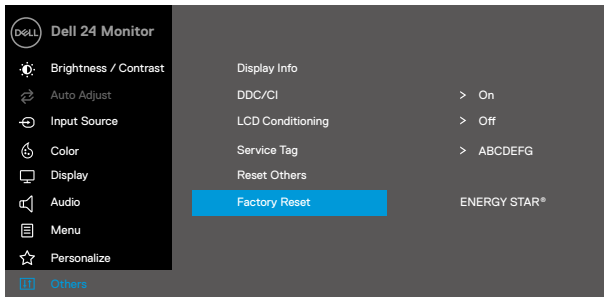 DELL Dell 24 Monitor
Brightness / Contrast
Auto Adjust
Input Source
Color
Display
Audio
Menu
Personalize
Others
Display Info
DDC/CI > On
LCD Conditioning > Off
Service Tag > ABCDEFG
Reset Others
Factory Reset ENERGY STAR®